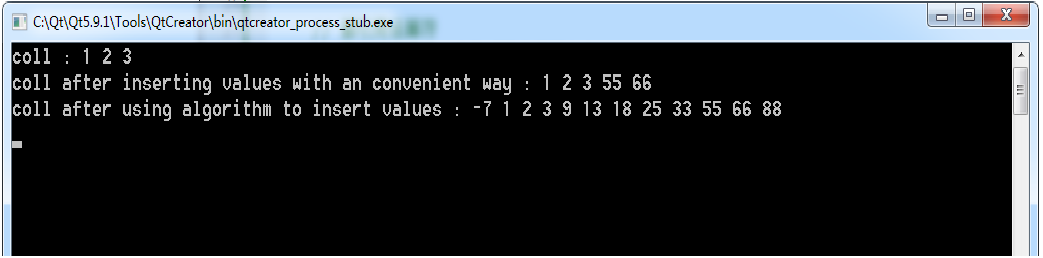 C:\Qt\Qt5.9.1\Tools\QtCreator\bin\qtcreator_process_stub.exe
coll : 1 2 3
coll after inserting values with an convenient way : 1 2 3 55 66
coll after using algorithm to insert values : -7 1 2 3 9 13 18 25 33 55 66 88